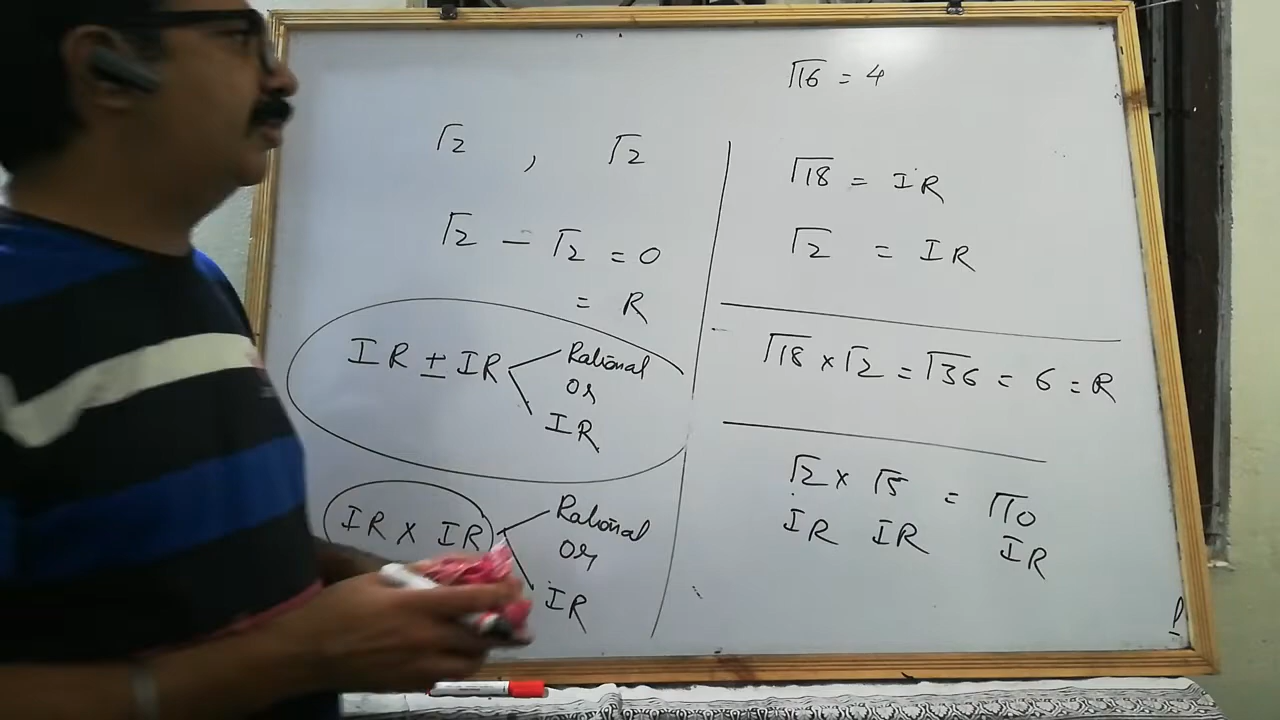 √2 , √2
√2 - √2 = 0
= R
IR ± IR
Rational
or
IR
IR x IR
Rational
or
IR
√16 = 4
√18 = IR
√2 = IR
√18 x √2 = √36 = 6 = R
√2 x √5 = √10
IR IR IR